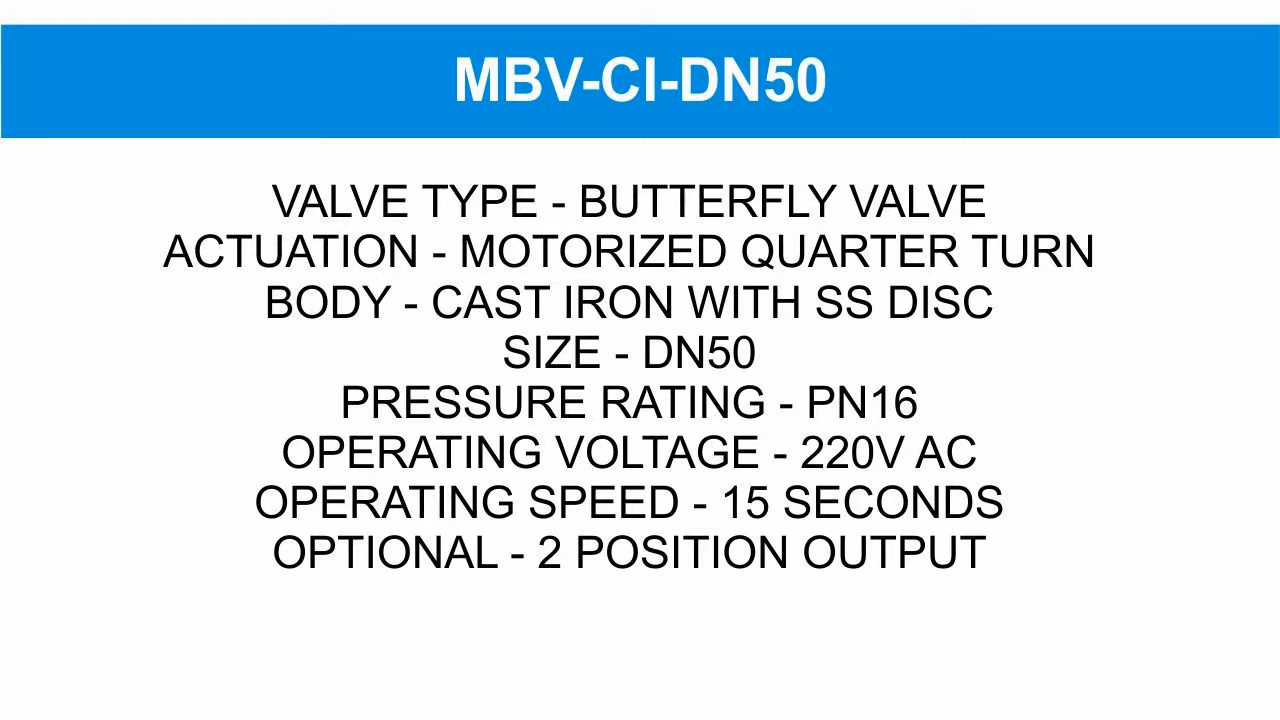 MBV-CI-DN50
VALVE TYPE - BUTTERFLY VALVE
ACTUATION - MOTORIZED QUARTER TURN
BODY - CAST IRON WITH SS DISC
SIZE - DN50
PRESSURE RATING - PN16
OPERATING VOLTAGE - 220V AC
OPERATING SPEED - 15 SECONDS
OPTIONAL - 2 POSITION OUTPUT